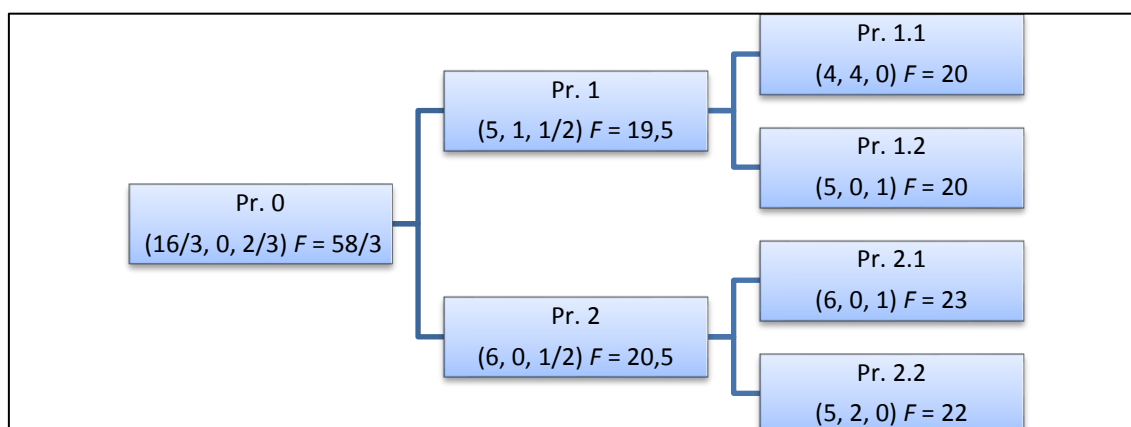 Pr. 0
(16/3, 0, 2/3) F = 58/3
Pr. 1
(5, 1, 1/2) F = 19,5
Pr. 2
(6, 0, 1/2) F = 20,5
Pr. 1.1
(4, 4, 0) F = 20
Pr. 1.2
(5, 0, 1) F = 20
Pr. 2.1
(6, 0, 1) F = 23
Pr. 2.2
(5, 2, 0) F = 22